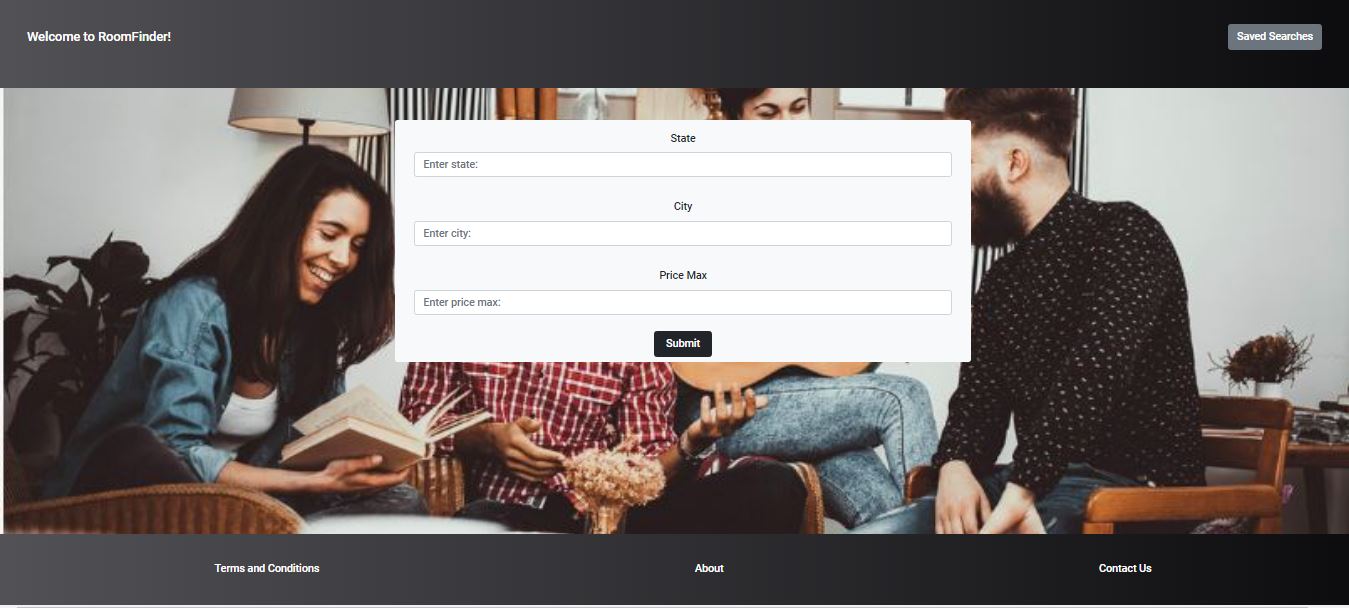 Welcome to RoomFinder!
Saved Searches
State
Enter state:
City
Enter city:
Price Max
Enter price max:
Submit
Terms and Conditions
About
Contact Us